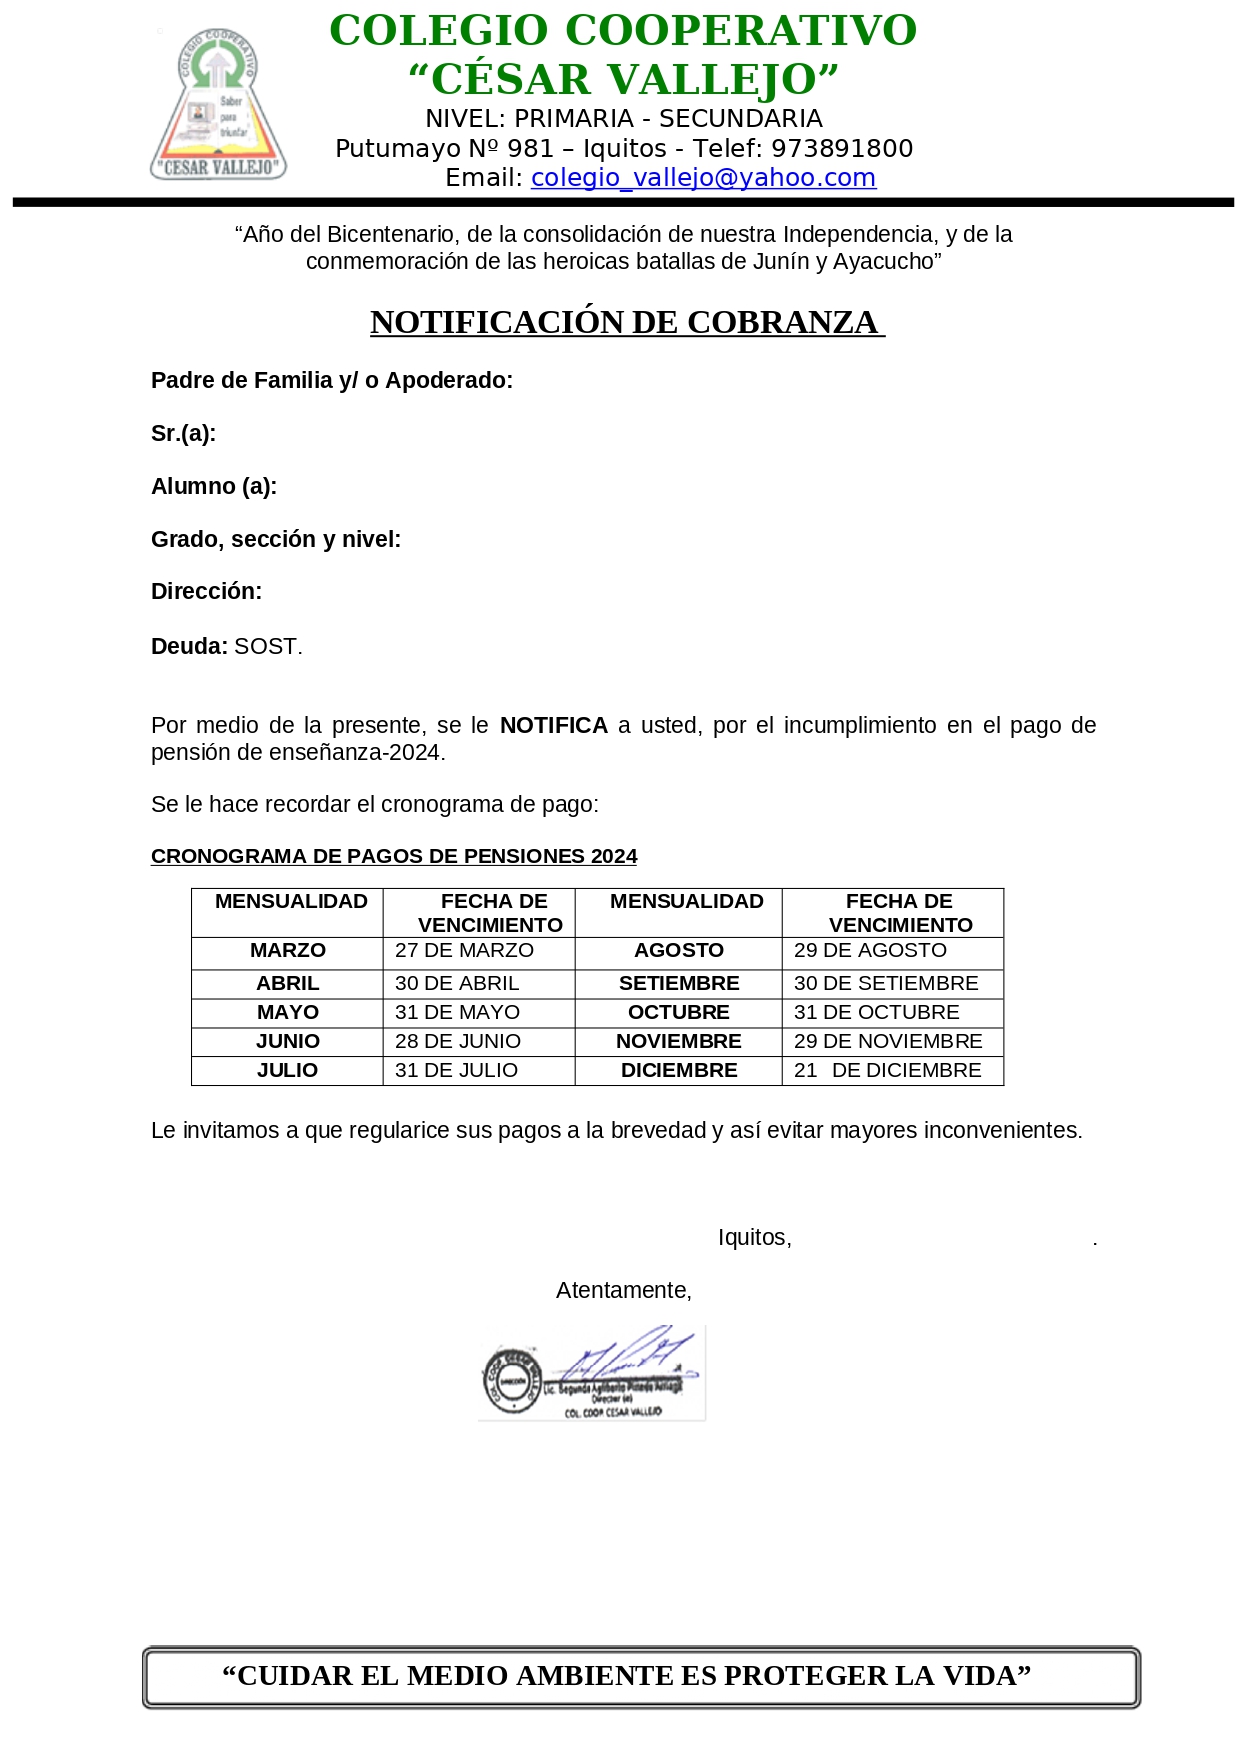 COLEGIO COOPERATIVO
“CÉSAR VALLEJO”
NIVEL: PRIMARIA - SECUNDARIA
Putumayo Nº 981 – Iquitos - Telef: 973891800
Email: colegio_vallejo@yahoo.com
COLEGIO COOPERATIVO
Saber
para
triunfar
"CESAR VALLEJO"
“Año del Bicentenario, de la consolidación de nuestra Independencia, y de la
conmemoración de las heroicas batallas de Junín y Ayacucho”
NOTIFICACIÓN DE COBRANZA
Padre de Familia y/ o Apoderado:
Sr.(a):
Alumno (a):
Grado, sección y nivel:
Dirección:
Deuda: SOST.
Por medio de la presente, se le NOTIFICA a usted, por el incumplimiento en el pago de
pensión de enseñanza-2024.
Se le hace recordar el cronograma de pago:
CRONOGRAMA DE PAGOS DE PENSIONES 2024
MENSUALIDAD FECHA DE VENCIMIENTO MENSUALIDAD FECHA DE VENCIMIENTO
MARZO 27 DE MARZO AGOSTO 29 DE AGOSTO
ABRIL 30 DE ABRIL SETIEMBRE 30 DE SETIEMBRE
MAYO 31 DE MAYO OCTUBRE 31 DE OCTUBRE
JUNIO 28 DE JUNIO NOVIEMBRE 29 DE NOVIEMBRE
JULIO 31 DE JULIO DICIEMBRE 21 DE DICIEMBRE
Le invitamos a que regularice sus pagos a la brevedad y así evitar mayores inconvenientes.
Iquitos, .
Atentamente,
COL. COOP. CESAR VALLEJO
DIRECCIÓN
Lic. Segundo Pinedo
Director (e)
COL. COOP CESAR VALLEJO
“CUIDAR EL MEDIO AMBIENTE ES PROTEGER LA VIDA”